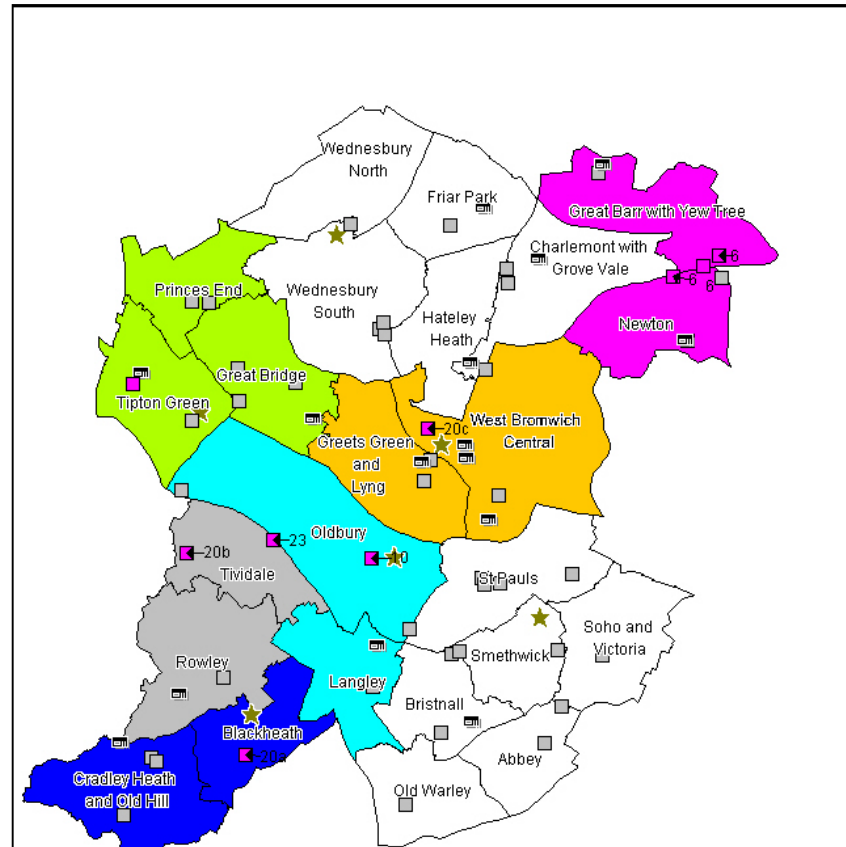 Wednesbury
North
Friar Park
Great Barr with Yew Tree
Charlemont with
Grove Vale
6
6
6
Princes End
Wednesbury
South
Hateley
Heath
Newton
Great Bridge
Tipton Green
20c
West Bromwich
Central
Greets Green
and
Lyng
Oldbury
23
20b
10
Tividale
St Pauls
Soho and
Victoria
Smethwick
Rowley
Langley
Bristnall
Blackheath
20a
Abbey
Cradley Heath
and Old Hill
Old Warley